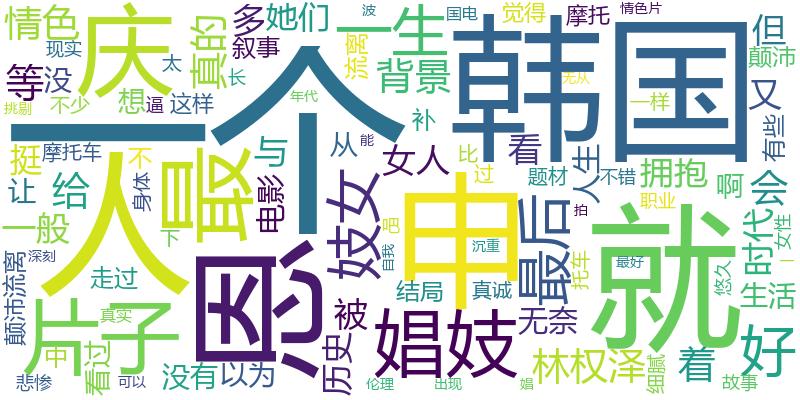 情色
庆
一个
韩国
多
她们
一生
觉得
摩托
情色片
但
波
国电
现实
太
真的
叙事
流离
背景
颠沛
等
没
长
无从
又
挑剔
不少
想
逼
这样
年代
补
一样
有些
挺
摩托车
不
人
最
与
从
能
女人
看
比
过
题材
人生
不错
拥抱
啊
会
让
给
身体
电影
妓女
申
最后
职业
时代
女性
一般
下
吧
自我
沉重
拍
就
颠沛流离
深刻
走过
恩
结局
真诚
托车
最好
悠久
一
生活
片子
真实
中
看过
被
历史
娼妓
无奈
悲惨
可以
没有
以为
伦理
出现
娼
林权泽
细腻
着
好
故事